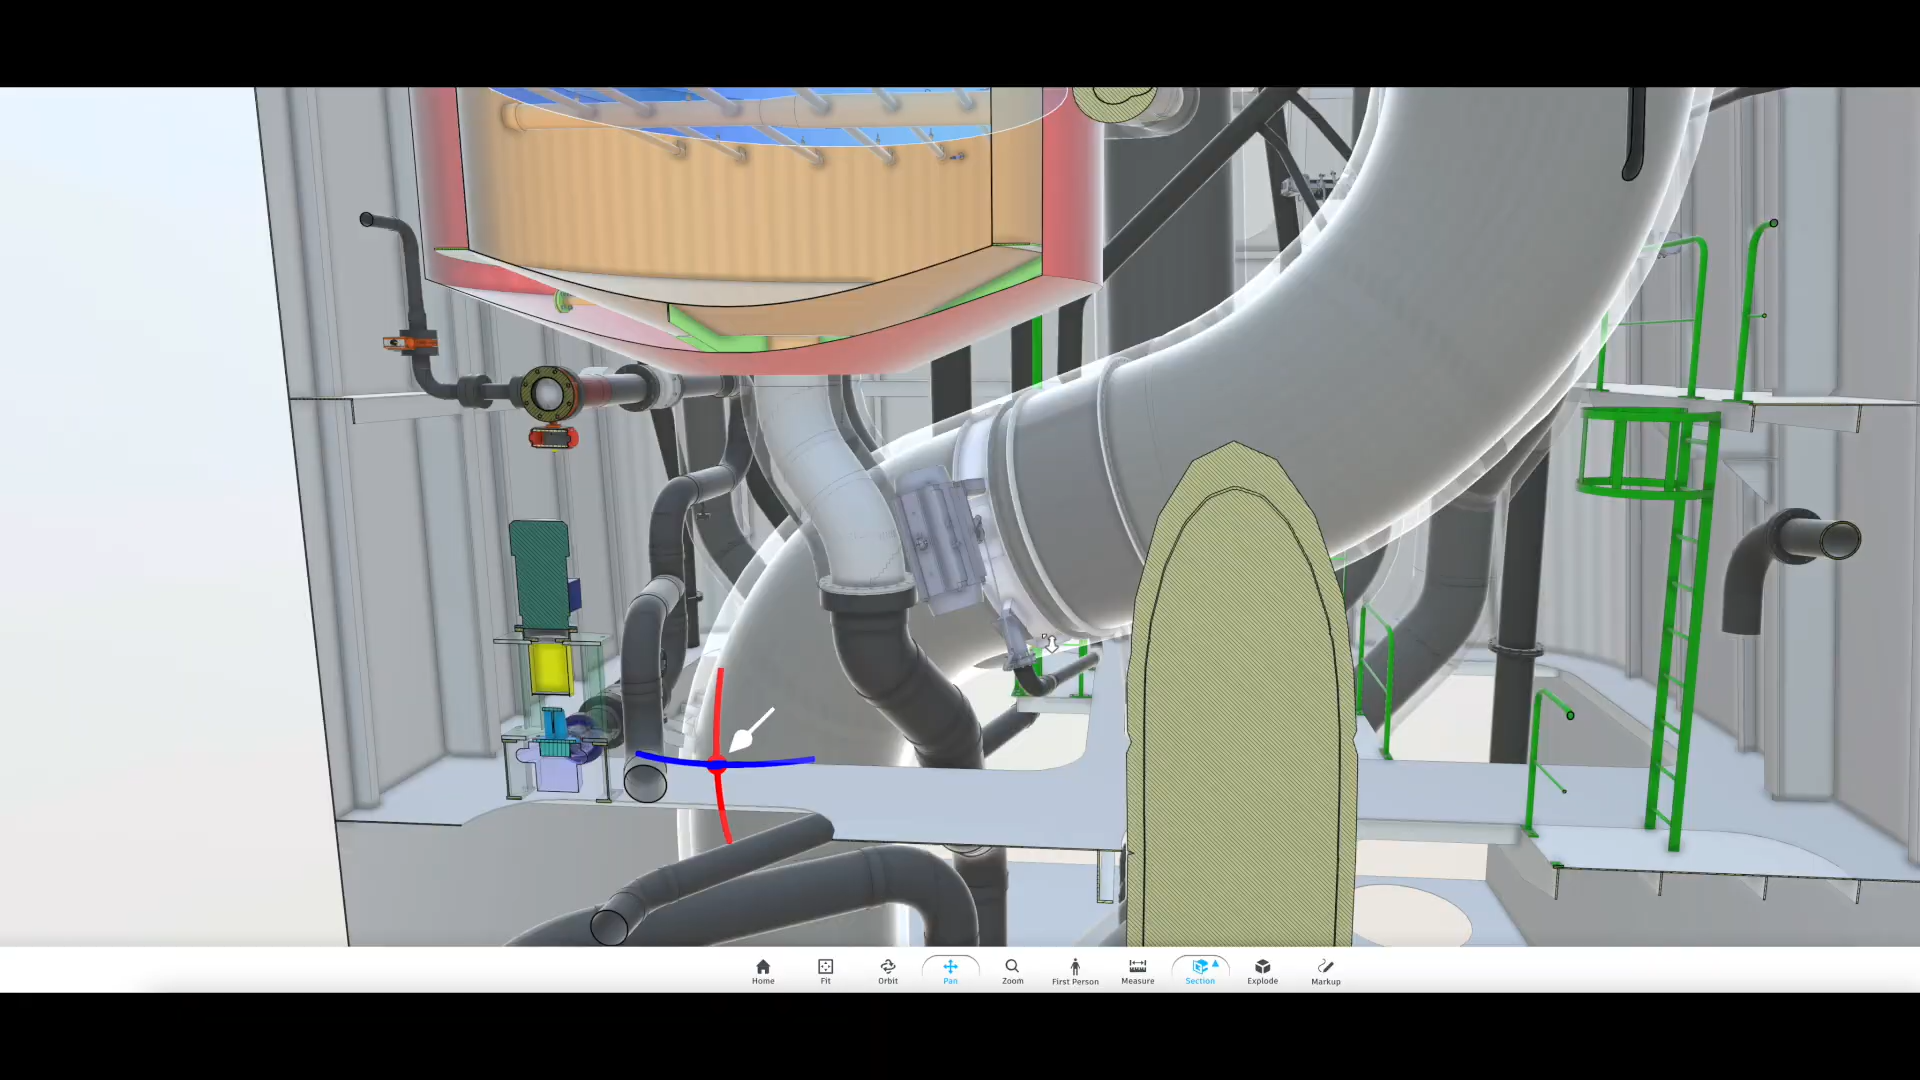 Home
Fit
Orbit
Pan
Zoom
First Person
Measure
Section
Explode
Markup